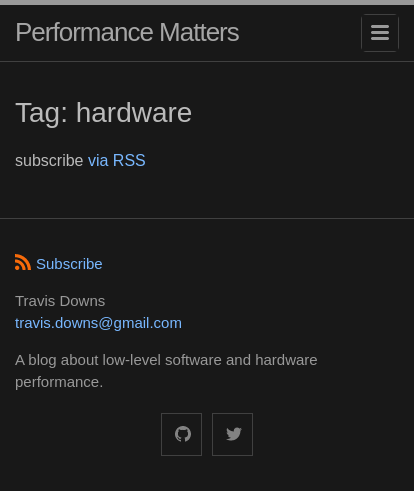 Performance Matters
Tag: hardware
subscribe via RSS
Subscribe
Travis Downs
travis.downs@gmail.com
A blog about low-level software and hardware
performance.